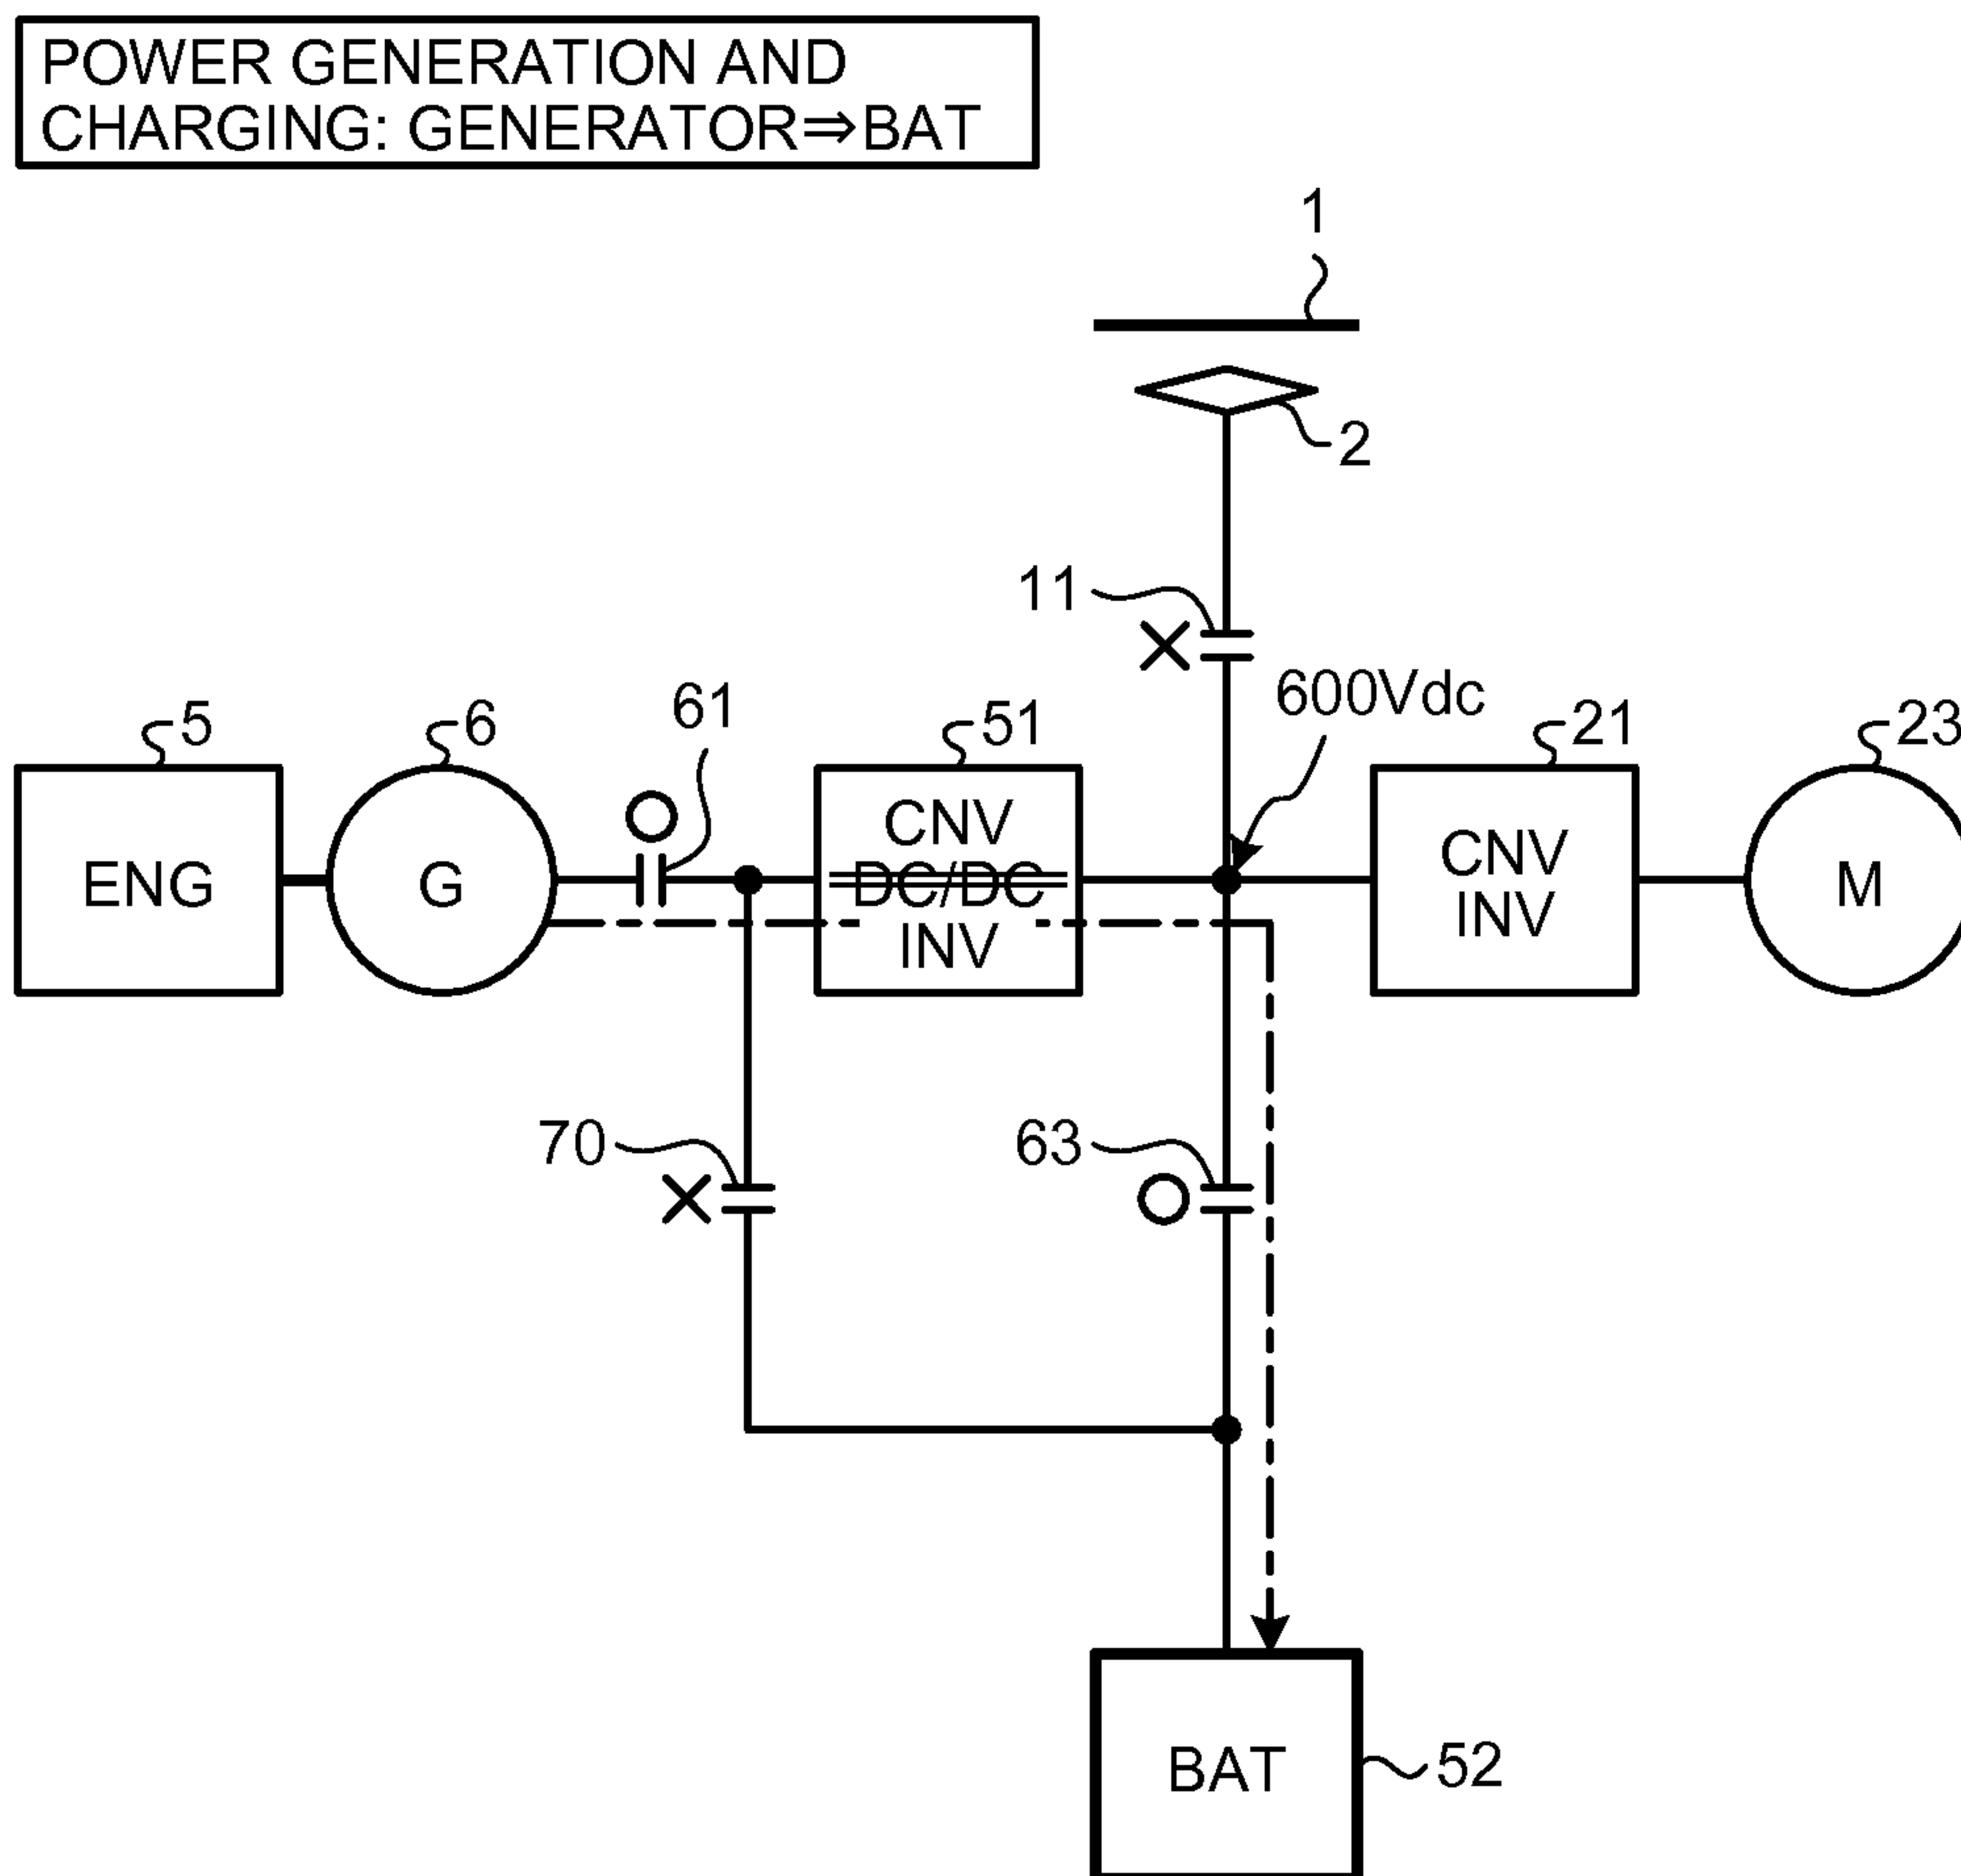 POWER GENERATION AND
CHARGING: GENERATOR⇒BAT
1
2
11
600Vdc
5
6
61
51
21
23
ENG
G
CNV
DC/DC
INV
CNV
INV
M
70
63
BAT
52